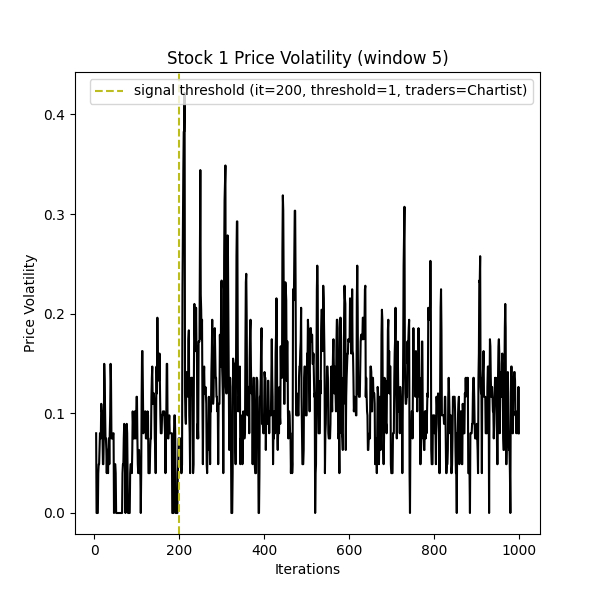 Stock 1 Price Volatility (window 5)
signal threshold (it=200, threshold=1, traders=Chartist)
0.4
0.3
0.2
0.1
0.0
Price Volatility
0 200 400 600 800 1000
Iterations